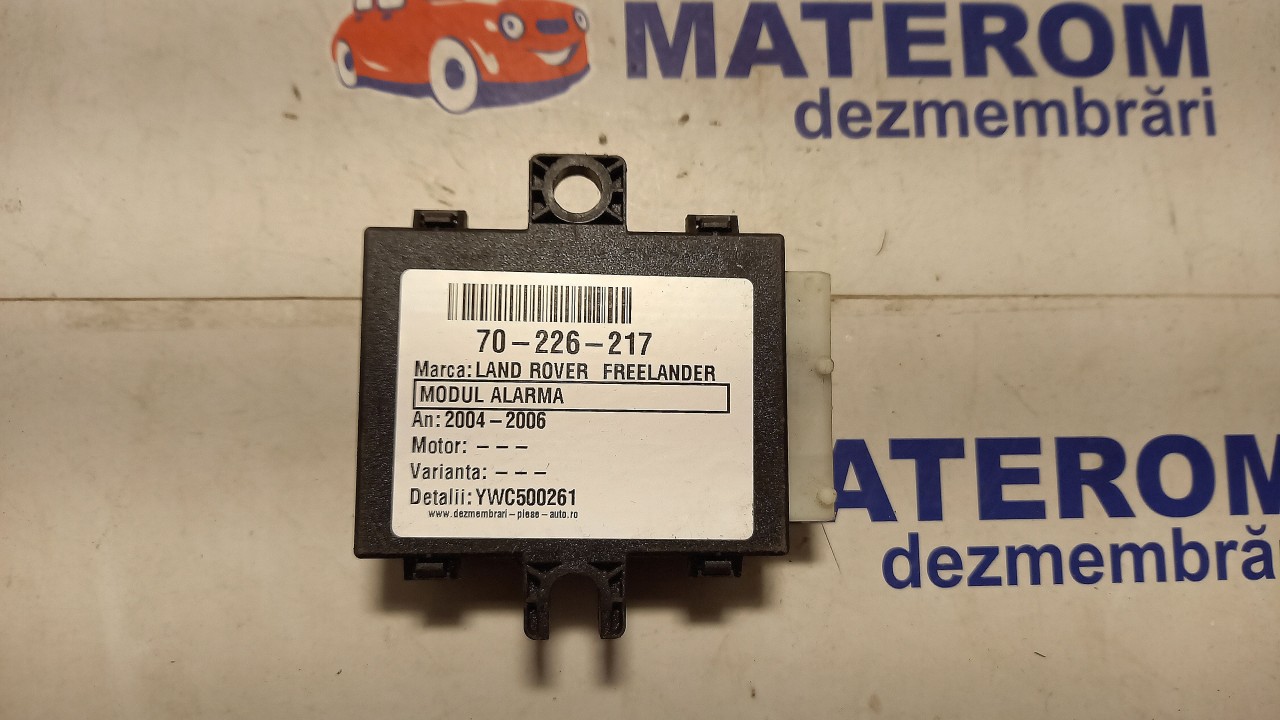 MATEROM
dezmembrări
70-226-217
Marca: LAND ROVER FREELANDER
MODUL ALARMA
An: 2004-2006
Motor: ---
Varianta: ---
Detalii: YWC500261
www.dezmembrari-piese-auto.ro
ATEROM
dezmembrări